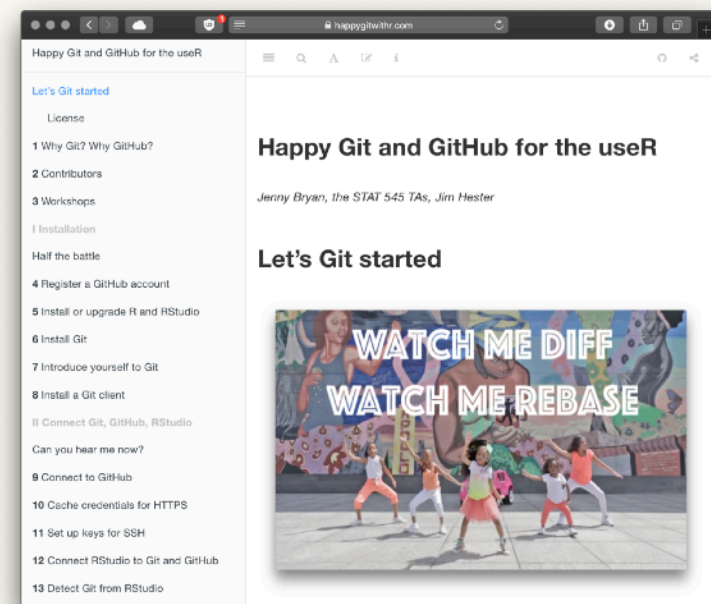 1
happygitwithr.com
Happy Git and GitHub for the useR
Let's Git started
License
1 Why Git? Why GitHub?
2 Contributors
3 Workshops
I Installation
Half the battle
4 Register a GitHub account
5 Install or upgrade R and RStudio
6 Install Git
7 Introduce yourself to Git
8 Install a Git client
II Connect Git, GitHub, RStudio
Can you hear me now?
9 Connect to GitHub
10 Cache credentials for HTTPS
11 Set up keys for SSH
12 Connect RStudio to Git and GitHub
13 Detect Git from RStudio
A
i
Happy Git and GitHub for the useR
Jenny Bryan, the STAT 545 TAs, Jim Hester
Let's Git started
WATCH ME DIFF
WATCH ME REBASE